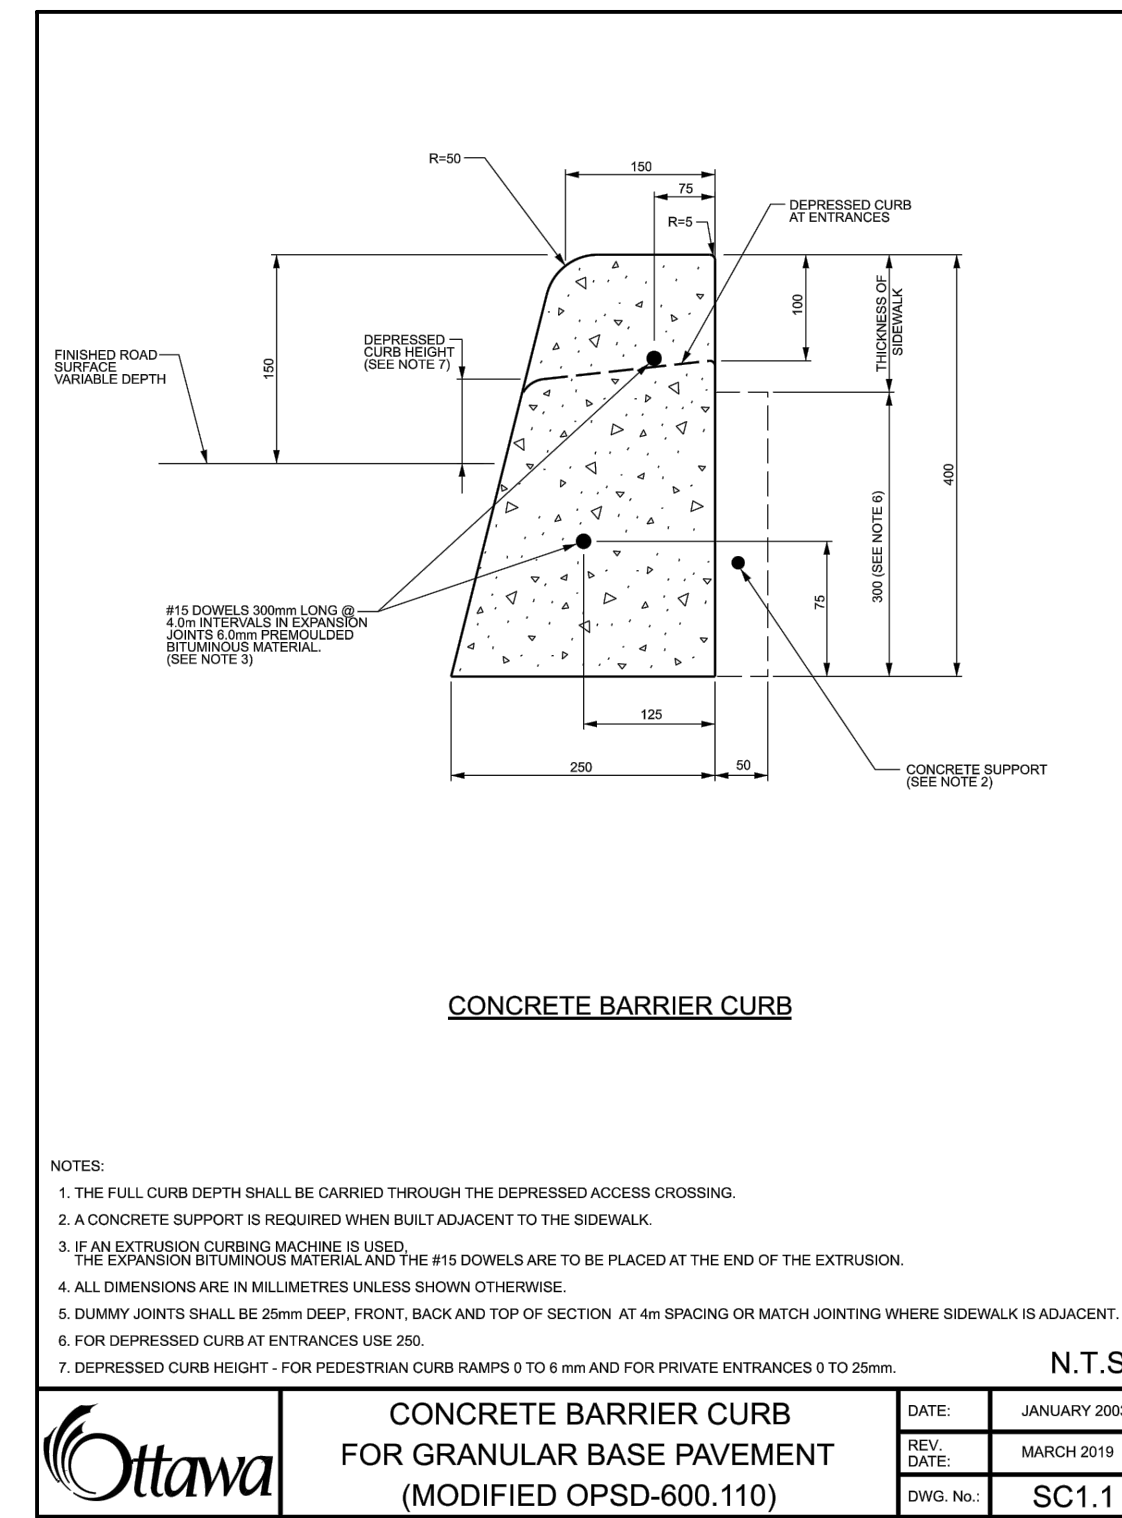 R=50
150
75
R=5
DEPRESSED CURB
AT ENTRANCES
100
THICKNESS OF
SIDEWALK
150
DEPRESSED
CURB HEIGHT
(SEE NOTE 7)
FINISHED ROAD
SURFACE
VARIABLE DEPTH
400
300 (SEE NOTE 6)
75
#15 DOWELS 300mm LONG @
4.0m INTERVALS IN EXPANSION
JOINTS 6.0mm PREMOULDED
BITUMINOUS MATERIAL.
(SEE NOTE 3)
125
250
50
CONCRETE SUPPORT
(SEE NOTE 2)
CONCRETE BARRIER CURB
NOTES:
1. THE FULL CURB DEPTH SHALL BE CARRIED THROUGH THE DEPRESSED ACCESS CROSSING.
2. A CONCRETE SUPPORT IS REQUIRED WHEN BUILT ADJACENT TO THE SIDEWALK.
3. IF AN EXTRUSION CURBING MACHINE IS USED,
THE EXPANSION BITUMINOUS MATERIAL AND THE #15 DOWELS ARE TO BE PLACED AT THE END OF THE EXTRUSION.
4. ALL DIMENSIONS ARE IN MILLIMETRES UNLESS SHOWN OTHERWISE.
5. DUMMY JOINTS SHALL BE 25mm DEEP, FRONT, BACK AND TOP OF SECTION AT 4m SPACING OR MATCH JOINTING WHERE SIDEWALK IS ADJACENT.
6. FOR DEPRESSED CURB AT ENTRANCES USE 250.
7. DEPRESSED CURB HEIGHT - FOR PEDESTRIAN CURB RAMPS 0 TO 6 mm AND FOR PRIVATE ENTRANCES 0 TO 25mm.
N.T.S
Ottawa
CONCRETE BARRIER CURB
FOR GRANULAR BASE PAVEMENT
(MODIFIED OPSD-600.110)
DATE: JANUARY 2003
REV.
DATE: MARCH 2019
DWG. No.: SC1.1